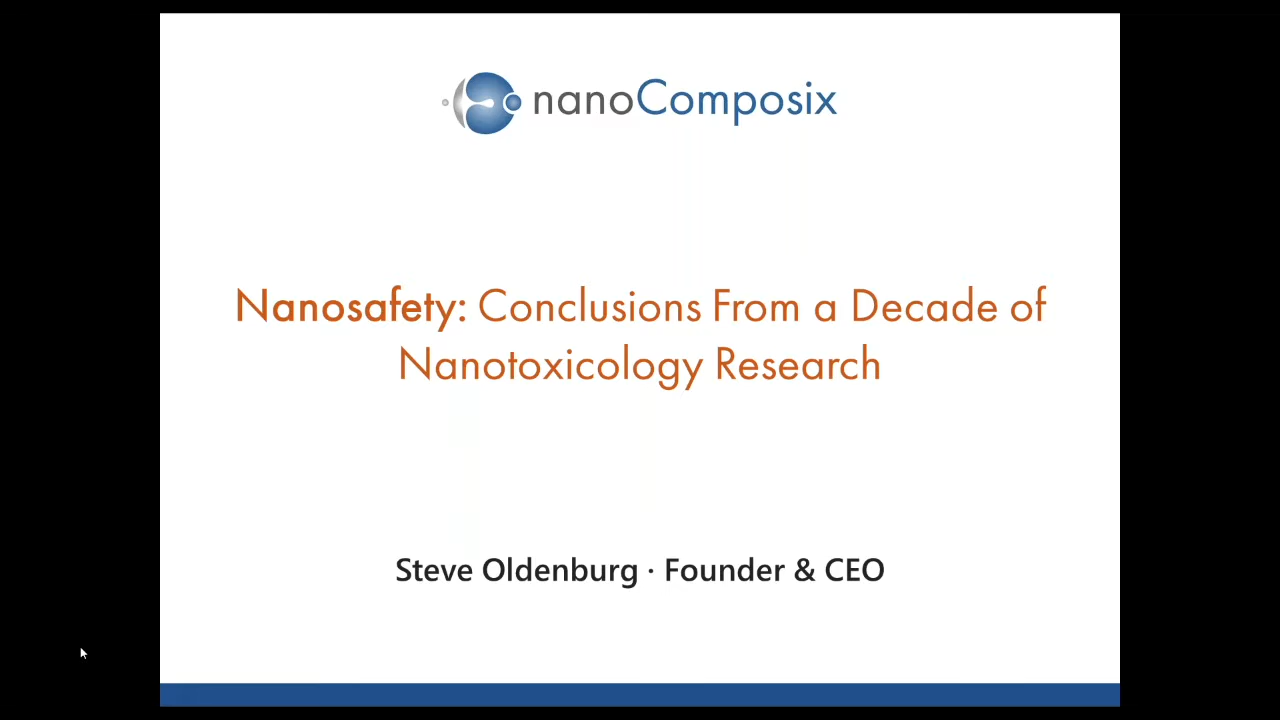 nanoComposix
Nanosafety: Conclusions From a Decade of
Nanotoxicology Research
Steve Oldenburg · Founder & CEO